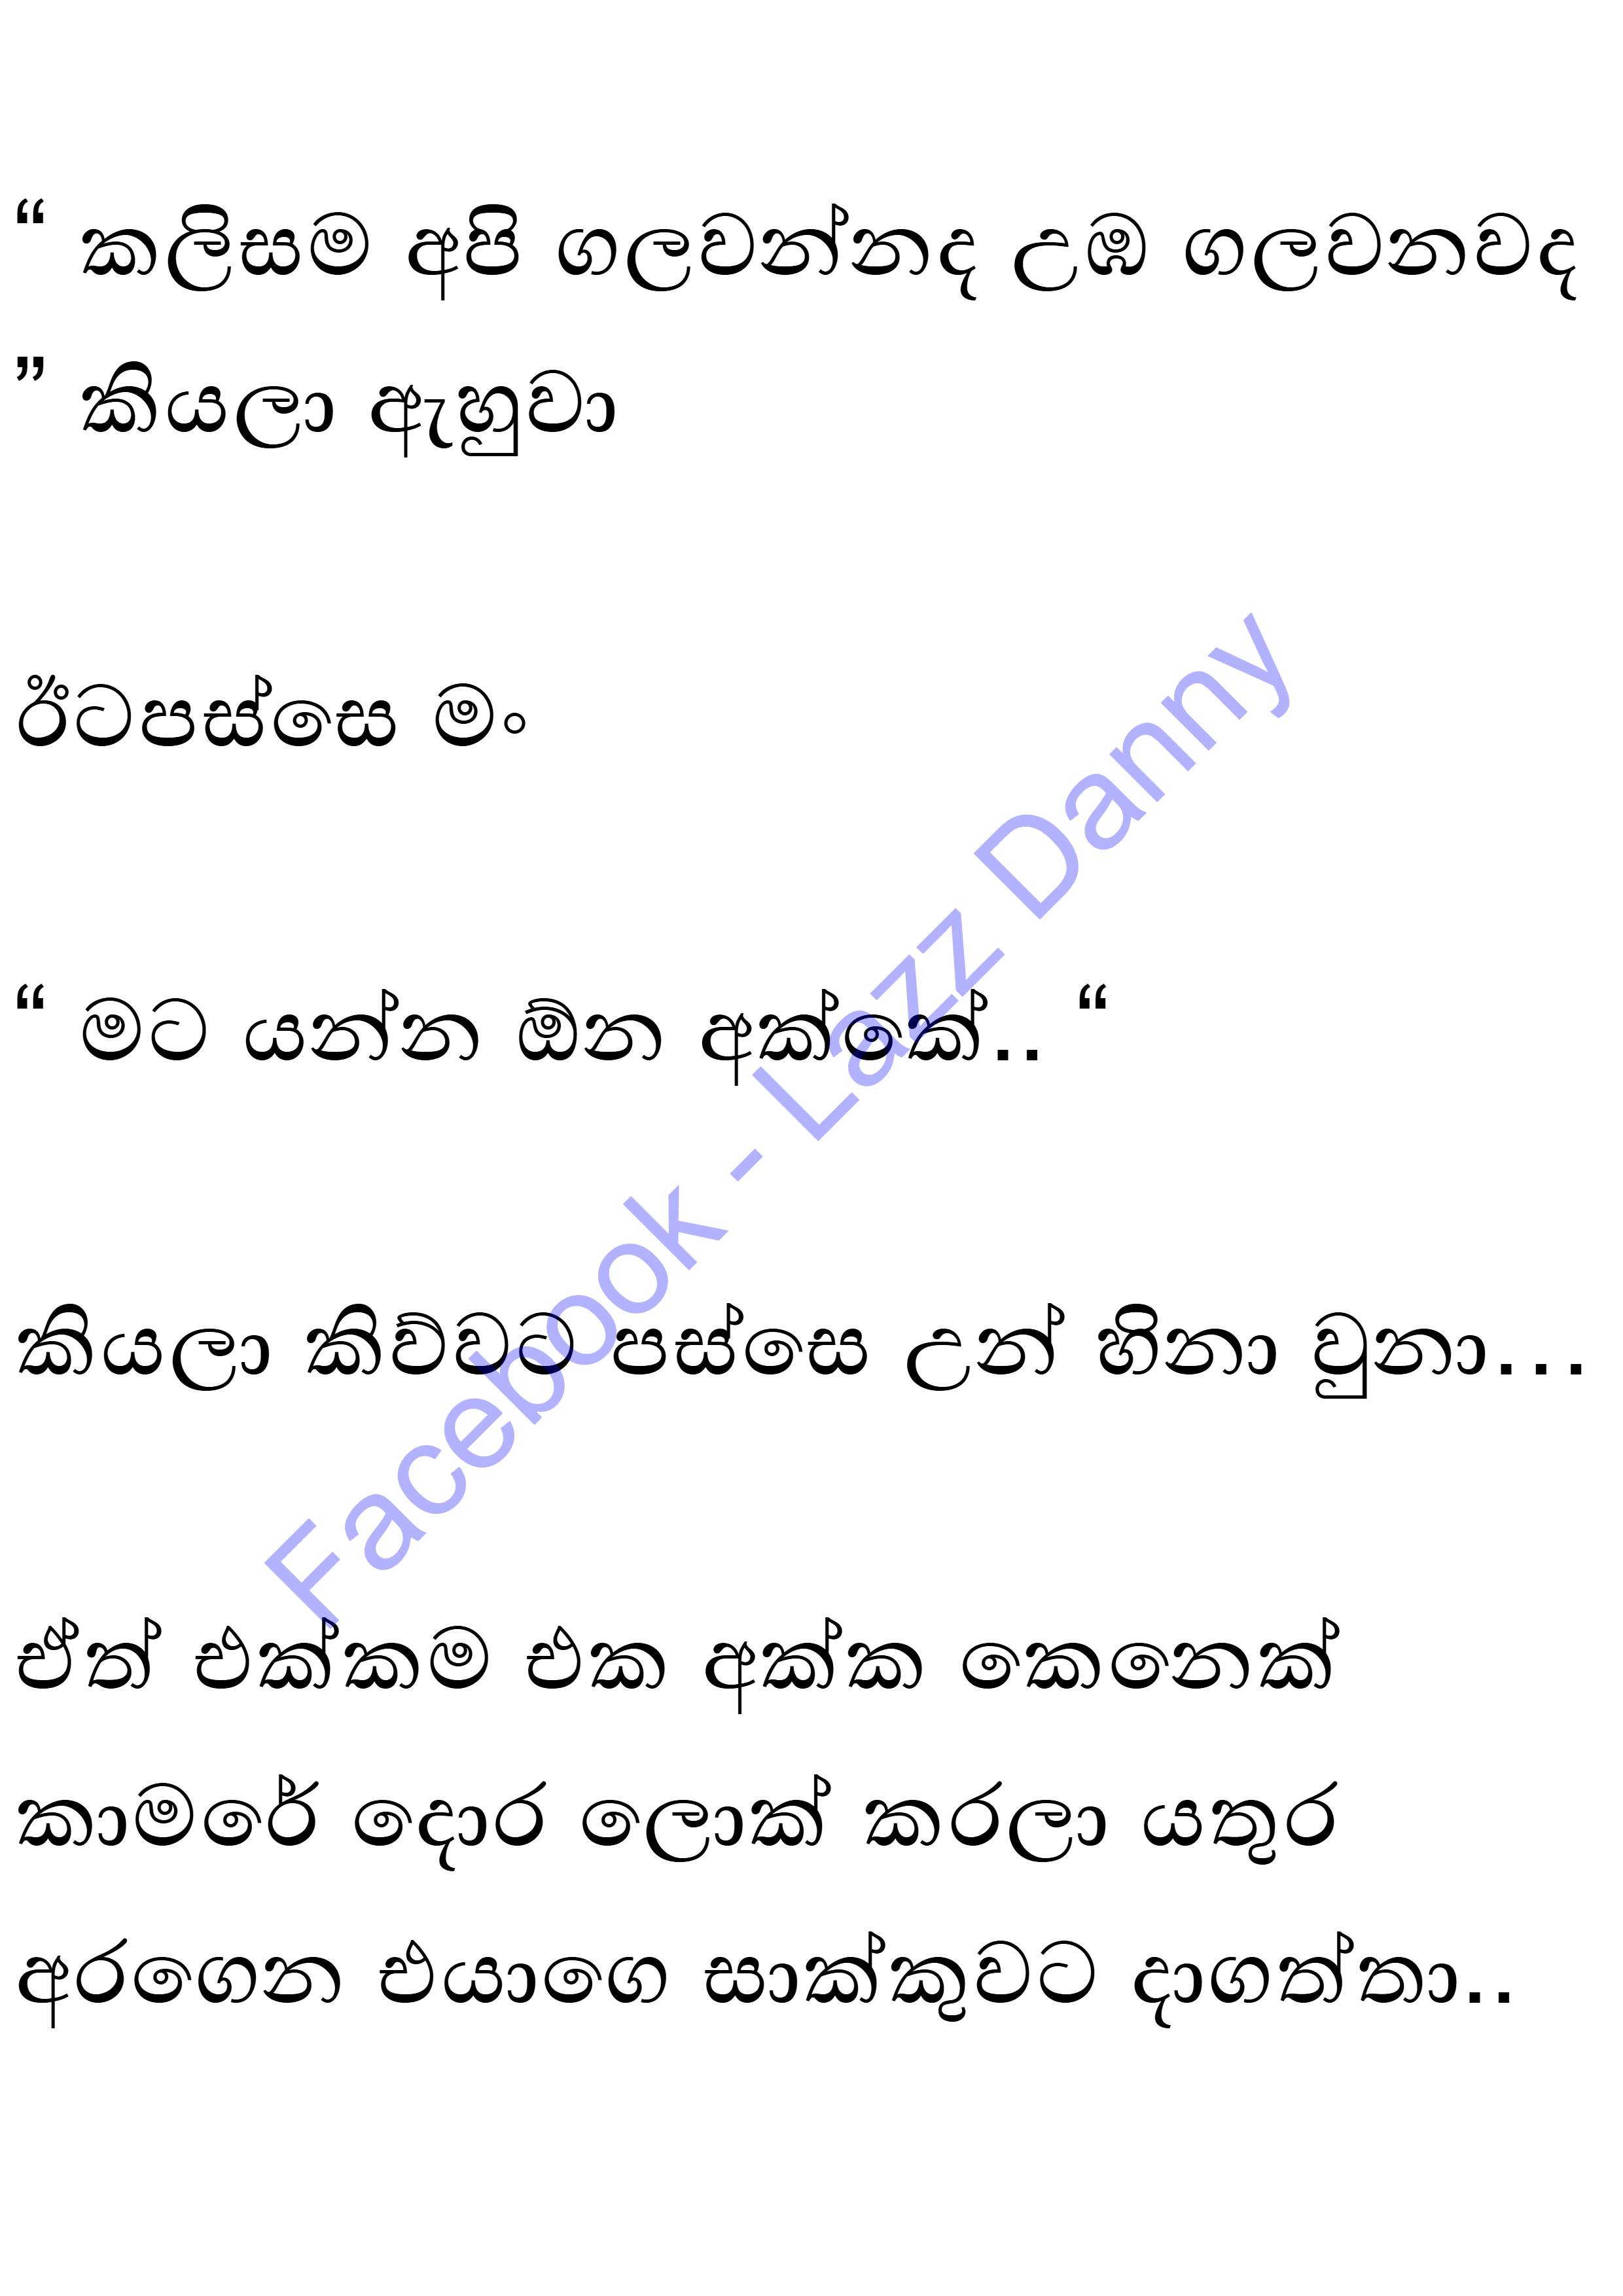 “ කලිසම අපි ගලවන්නද උඹ ගලවනවද
” කියලා ඇහුවා
ඊටපස්සෙ මං
“ මට යන්න ඕන අක්කේ.. “
කියලා කිව්වට පස්සෙ උන් හිනා වුනා...
ඒත් එක්කම එක අක්ක කෙනෙක්
කාමරේ දොර ලොක් කරලා යතුර
අරගෙන එයාගෙ සාක්කුවට දාගත්තා..
Facebook - Lazz Danny